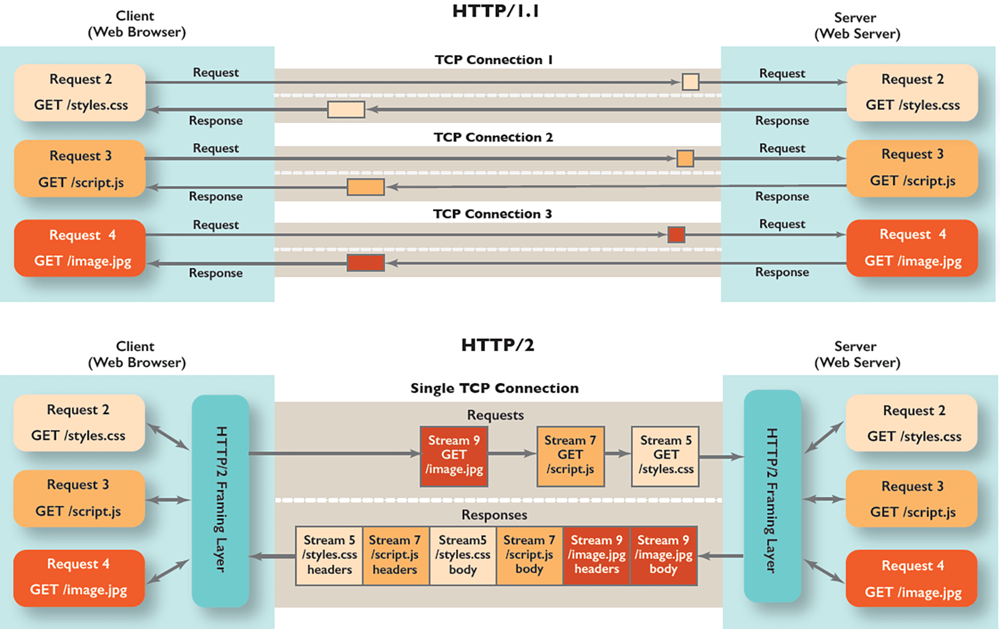 HTTP/1.1
Client
(Web Browser)
Server
(Web Server)
TCP Connection 1
Request 2
GET /styles.css
Request
Response
Request
Response
Request 2
GET /styles.css
TCP Connection 2
Request 3
GET /script.js
Request
Response
Request
Response
Request 3
GET /script.js
TCP Connection 3
Request 4
GET /image.jpg
Request
Response
Request
Response
Request 4
GET /image.jpg
HTTP/2
Client
(Web Browser)
Server
(Web Server)
Single TCP Connection
Request 2
GET /styles.css
Request 3
GET /script.js
Request 4
GET /image.jpg
HTTP/2 Framing Layer
Requests
Stream 9
GET
/image.jpg
Stream 7
GET
/script.js
Stream 5
GET
/styles.css
Responses
Stream 5
/styles.css
headers
Stream 7
/script.js
headers
Stream5
/styles.css
body
Stream 7
/script.js
body
Stream 9
/image.jpg
headers
Stream 9
/image.jpg
body
HTTP/2 Framing Layer
Request 2
GET /styles.css
Request 3
GET /script.js
Request 4
GET /image.jpg